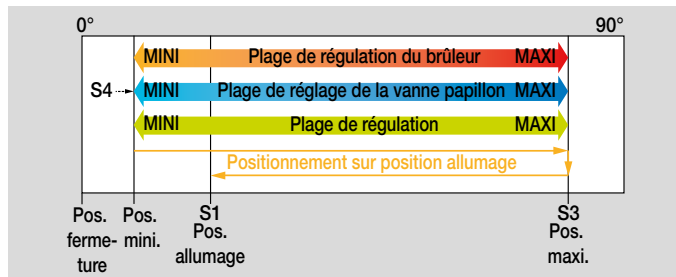 0° 90°
MINI Plage de régulation du brûleur MAXI
S4 MINI Plage de réglage de la vanne papillon MAXI
MINI Plage de régulation MAXI
Positionnement sur position allumage
Pos. ferme- ture
Pos. mini.
S1 Pos. allumage
S3 Pos. maxi.